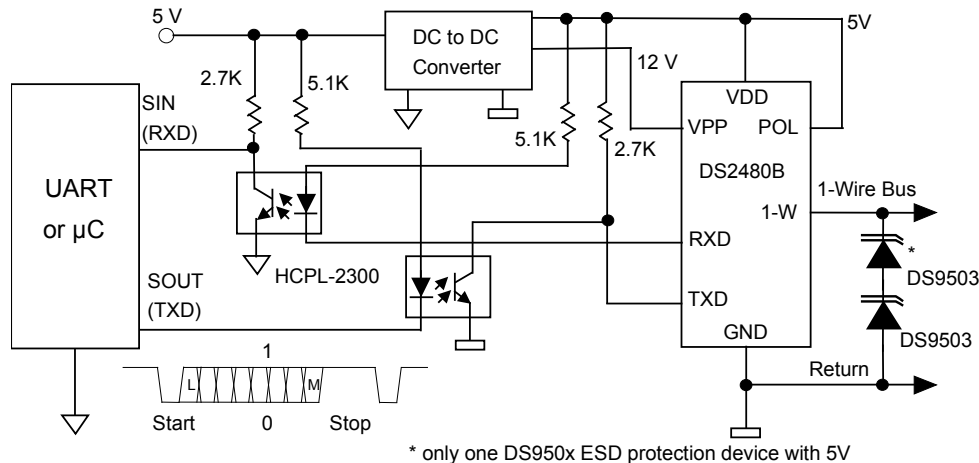 5 V
DC to DC
Converter
5V
12 V
2.7K
5.1K
SIN
(RXD)
5.1K
2.7K
VDD
VPP
POL
DS2480B
UART
or µC
1-Wire Bus
1-W
RXD
*
DS9503
HCPL-2300
SOUT
(TXD)
TXD
GND
DS9503
1
L
M
Return
Start
0
Stop
* only one DS950x ESD protection device with 5V